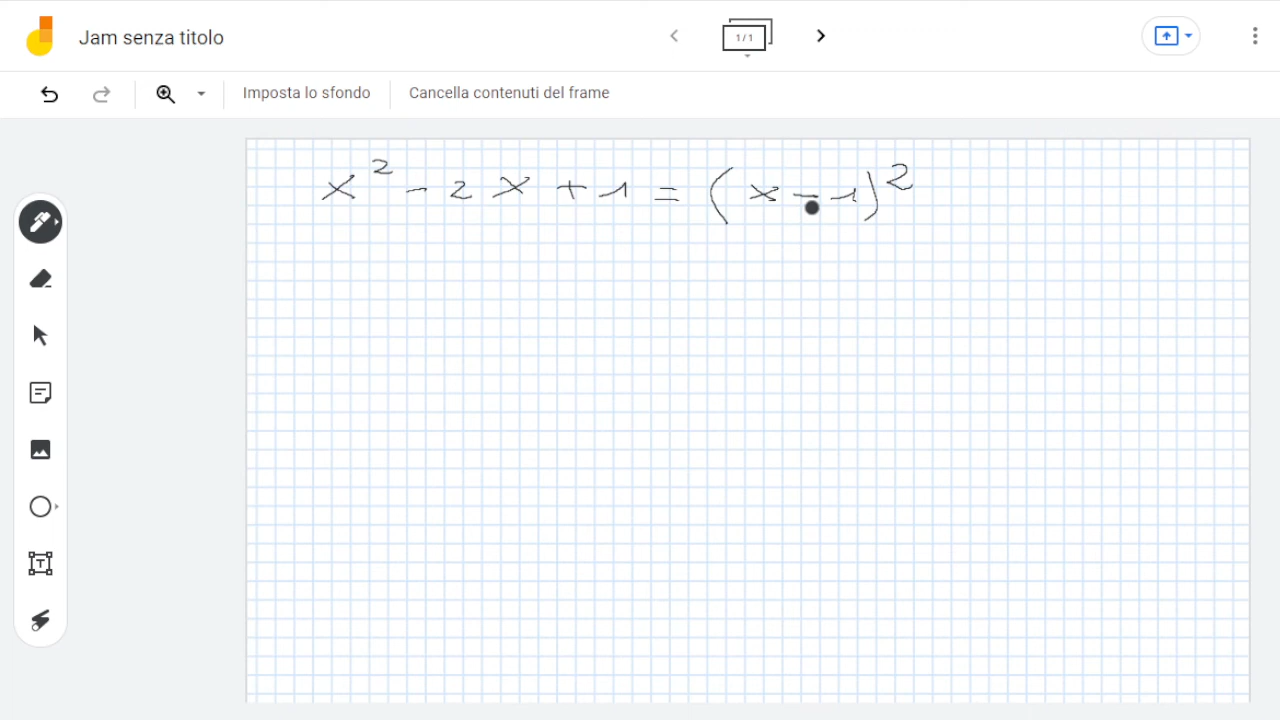 Jam senza titolo
1/1
Imposta lo sfondo
Cancella contenuti del frame
x² - 2x + 1 = (x - 1)²
T